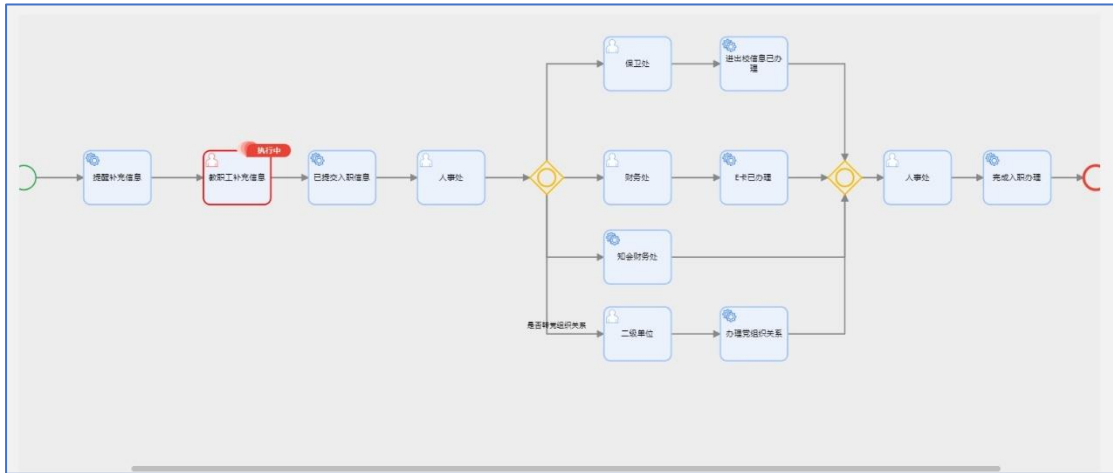 保卫处
进出校信息已办
理
执行中
提醒补充信息
教职工补充信息
已提交入职信息
人事处
财务处
E卡已办理
人事处
完成入职办理
知会财务处
是否转党组织关系
二级单位
办理党组织关系